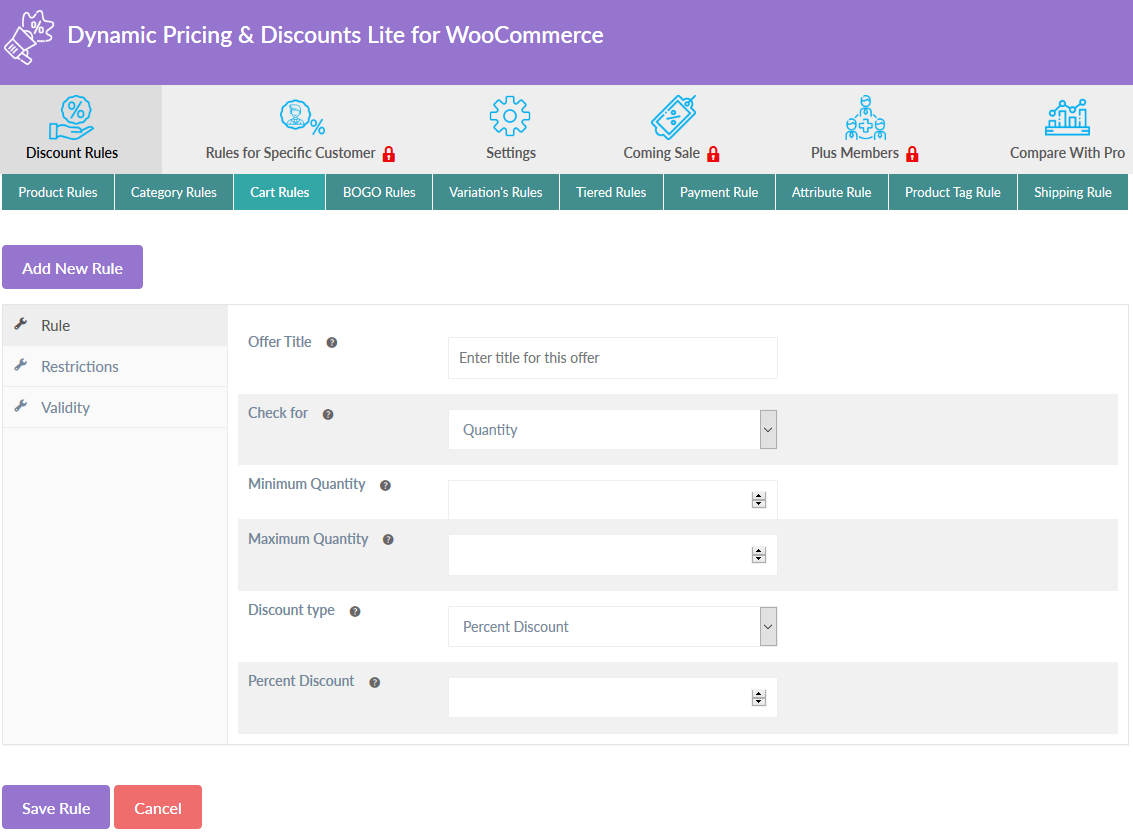 Dynamic Pricing & Discounts Lite for WooCommerce
Discount Rules
Rules for Specific Customer
Settings
Coming Sale
Plus Members
Compare With Pro
Product Rules
Category Rules
Cart Rules
BOGO Rules
Variation's Rules
Tiered Rules
Payment Rule
Attribute Rule
Product Tag Rule
Shipping Rule
Add New Rule
Rule
Restrictions
Validity
Offer Title
Enter title for this offer
Check for
Quantity
Minimum Quantity
Maximum Quantity
Discount type
Percent Discount
Percent Discount
Save Rule
Cancel